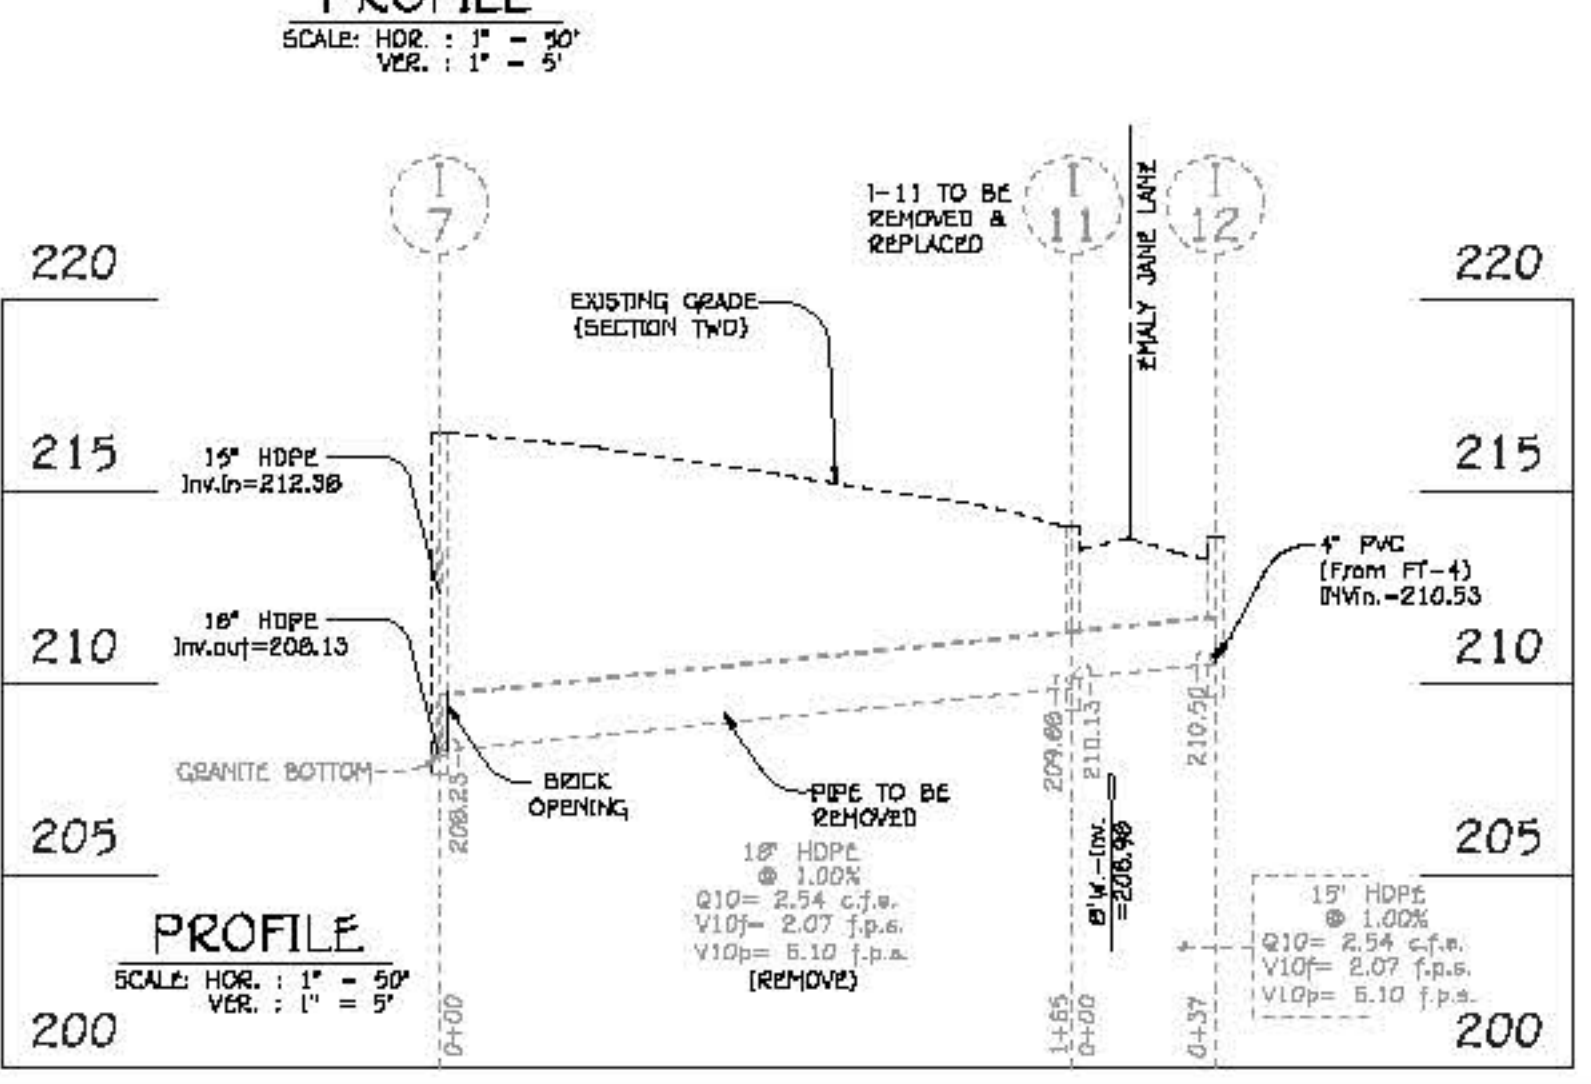 PROFILE
SCALE: HOR. : 1" = 50'
VER. : 1" = 5'
I
7
I-11 TO BE
REMOVED &
REPLACED
I
11
EMALY JANE LANE
I
12
220
220
EXISTING GRADE
(SECTION TWO)
215
215
15" HDPE
Inv.In=212.38
4" PVC
(From FT-4)
INVin.=210.53
18" HDPE
Inv.out=208.13
210
210
GRANITE BOTTOM
208.23
BRICK
OPENING
PIPE TO BE
REMOVED
209.88
210.13
210.50
205
205
18" HDPE
@ 1.00%
Q10= 2.54 c.f.s.
V10f= 2.07 f.p.s.
V10p= 5.10 f.p.s.
(REMOVE)
8"W.-Inv.
=206.98
15" HDPE
@ 1.00%
Q10= 2.54 c.f.s.
V10f= 2.07 f.p.s.
V10p= 5.10 f.p.s.
PROFILE
SCALE: HOR. : 1" = 50'
VER. : 1" = 5'
200
0+00
1+65
0+00
0+37
200